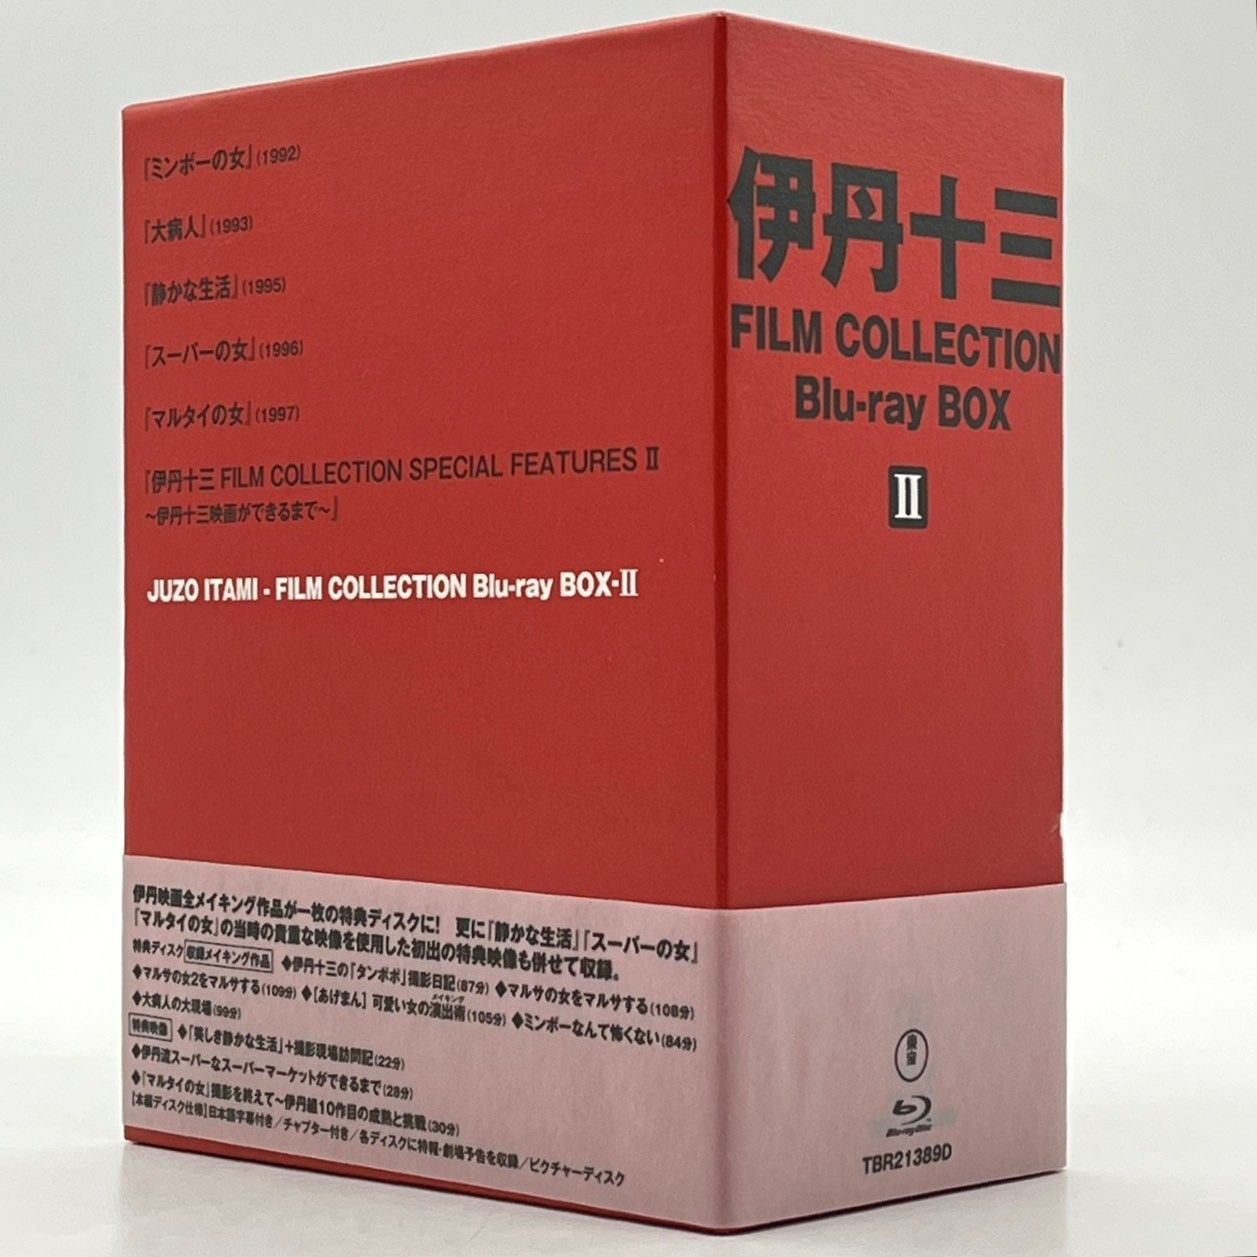 『ミンボーの女』(1992)
『大病人』(1993)
『静かな生活』(1995)
『スーパーの女』(1996)
『マルタイの女』(1997)
『伊丹十三 FILM COLLECTION SPECIAL FEATURES II
〜伊丹十三映画ができるまで〜』
JUZO ITAMI - FILM COLLECTION Blu-ray BOX-II
伊丹映画全メイキング作品が一枚の特典ディスクに! 更に『静かな生活』『スーパーの女』
『マルタイの女』の当時の貴重な映像を使用した初出の特典映像も併せて収録。
特典ディスク 収録メイキング作品 ◆伊丹十三の「タンポポ」撮影日記(87分) ◆マルサの女をマルサする(108分)
◆マルサの女2をマルサする(109分) ◆[あげまん] 可愛い女の演出術(105分) ◆ミンボーなんて怖くない(84分)
メイキング
◆大病人の大現場(99分)
特典映像 ◆「美しき静かな生活」+撮影現場訪問記(22分)
◆伊丹流スーパーなスーパーマーケットができるまで(28分)
◆『マルタイの女』撮影を終えて〜伊丹組10作目の成熟と挑戦(30分)
[本編ディスク仕様]日本語字幕付き/チャプター付き/各ディスクに特報・劇場予告を収録/ピクチャーディスク
伊丹十三
FILM COLLECTION
Blu-ray BOX
II
東宝
Blu-ray Disc
TBR21389D